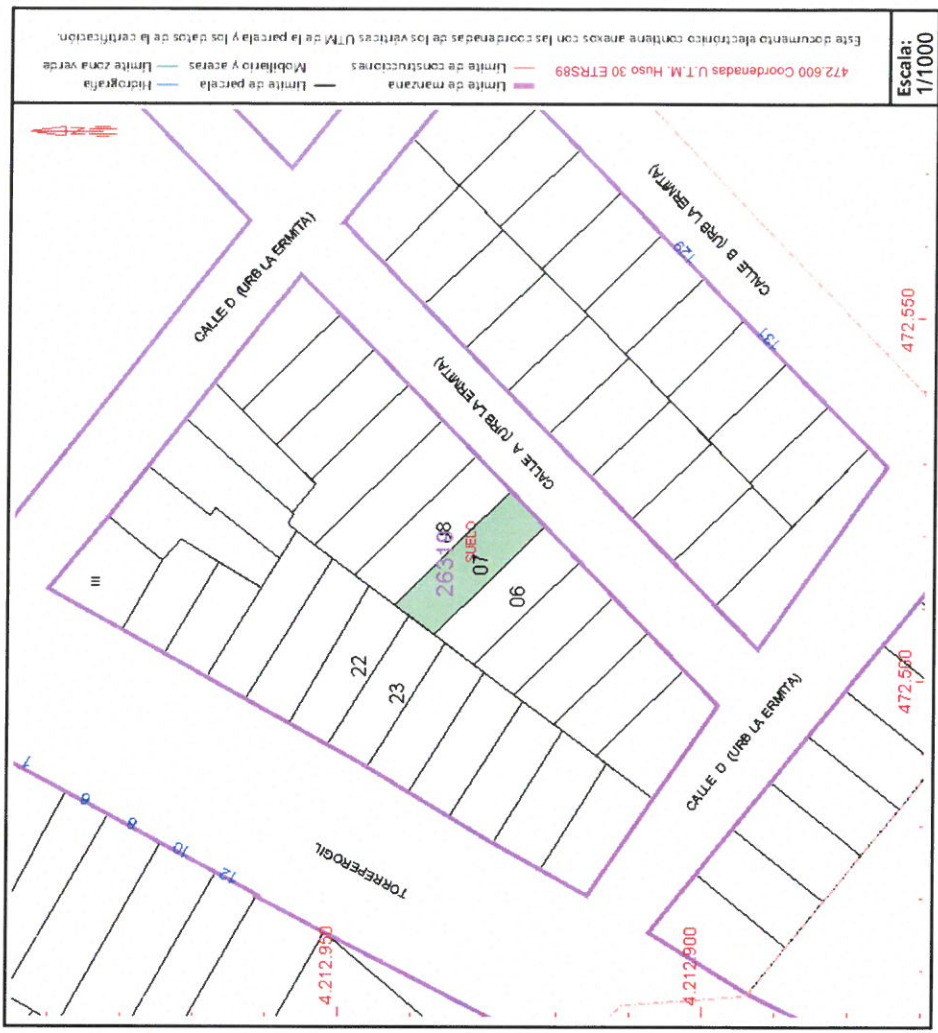 Este documento electrónico contiene anexos con las coordenadas de los vértices UTM de la parcela y los datos de la certificación.
472.600 Coordenadas U.T.M. Huso 30 ETRS89
Límite de manzana
Límite de construcciones
Límite de parcela
Mobiliario y aceras
Hidrografía
Límite zona verde
Escala:
1/1000
N
CALLE D (URB LA ERMITA)
III
CALLE A (URB LA ERMITA)
CALLE B (URB LA ERMITA)
129
131
08
SUELO
07
06
22
23
7
6
8
10
12
TORREPEROGIL
CALLE D (URB LA ERMITA)
472.550
472.500
4.212.950
4.212.900